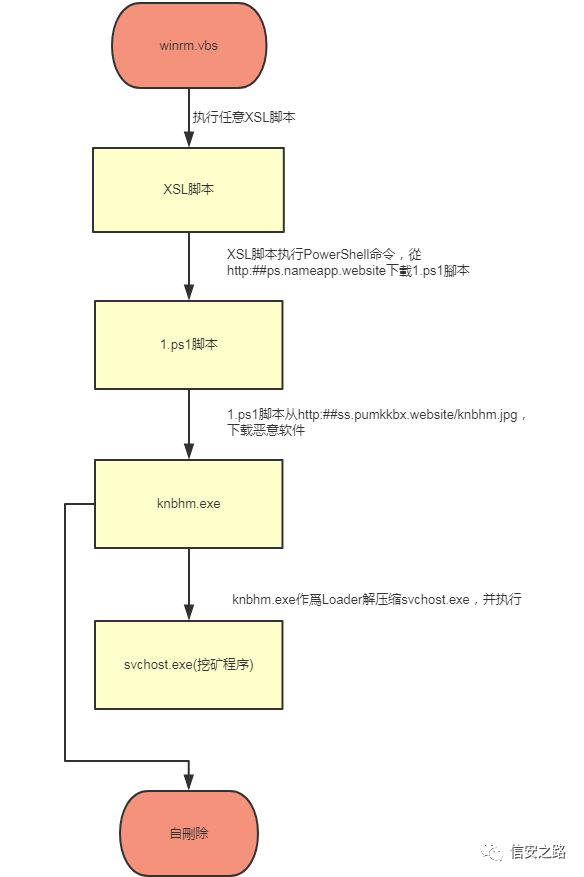 winrm.vbs
执行任意XSL脚本
XSL脚本
XSL脚本执行PowerShell命令，從
http:##ps.nameapp.website下載1.ps1腳本
1.ps1脚本
1.ps1脚本从http:##ss.pumkkbx.website/knbhm.jpg，
下载恶意软件
knbhm.exe
knbhm.exe作爲Loader解压缩svchost.exe，并执行
svchost.exe(挖矿程序)
自刪除
信安之路